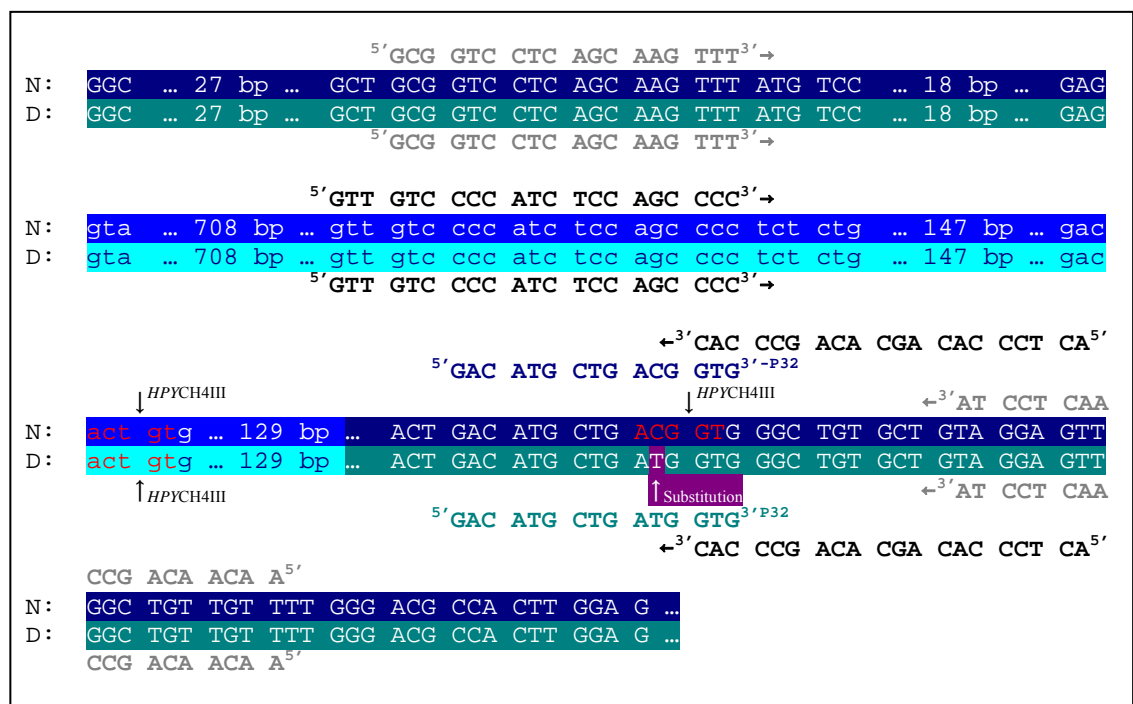 5’GCG GTC CTC AGC AAG TTT3’→
N: GGC … 27 bp … GCT GCG GTC CTC AGC AAG TTT ATG TCC … 18 bp … GAG
D: GGC … 27 bp … GCT GCG GTC CTC AGC AAG TTT ATG TCC … 18 bp … GAG
5’GCG GTC CTC AGC AAG TTT3’→
5’GTT GTC CCC ATC TCC AGC CCC3’→
N: gta … 708 bp … gtt gtc ccc atc tcc agc ccc tct ctg … 147 bp … gac
D: gta … 708 bp … gtt gtc ccc atc tcc agc ccc tct ctg … 147 bp … gac
5’GTT GTC CCC ATC TCC AGC CCC3’→
←3’CAC CCG ACA CGA CAC CCT CA5’
5’GAC ATG CTG ACG GTG3’-P32
↓HPYCH4III ↓HPYCH4III ←3’AT CCT CAA
N: act gtg … 129 bp … ACT GACATG CTG ACG GTG GGC TGT GCT GTA GGA GTT
D: act gtg … 129 bp … ACT GAC ATG CTG ATG GTG GGC TGT GCT GTA GGA GTT
↑HPYCH4III ↑Substitution ←3’AT CCT CAA
5’GAC ATG CTG ATG GTG3’P32
←3’CAC CCG ACA CGA CAC CCT CA5’
CCG ACA ACA A5’
N: GGC TGT TGT TTT GGG ACG CCA CTT GGA G …
D: GGC TGT TGT TTT GGG ACG CCA CTT GGA G …
CCG ACA ACA A5’